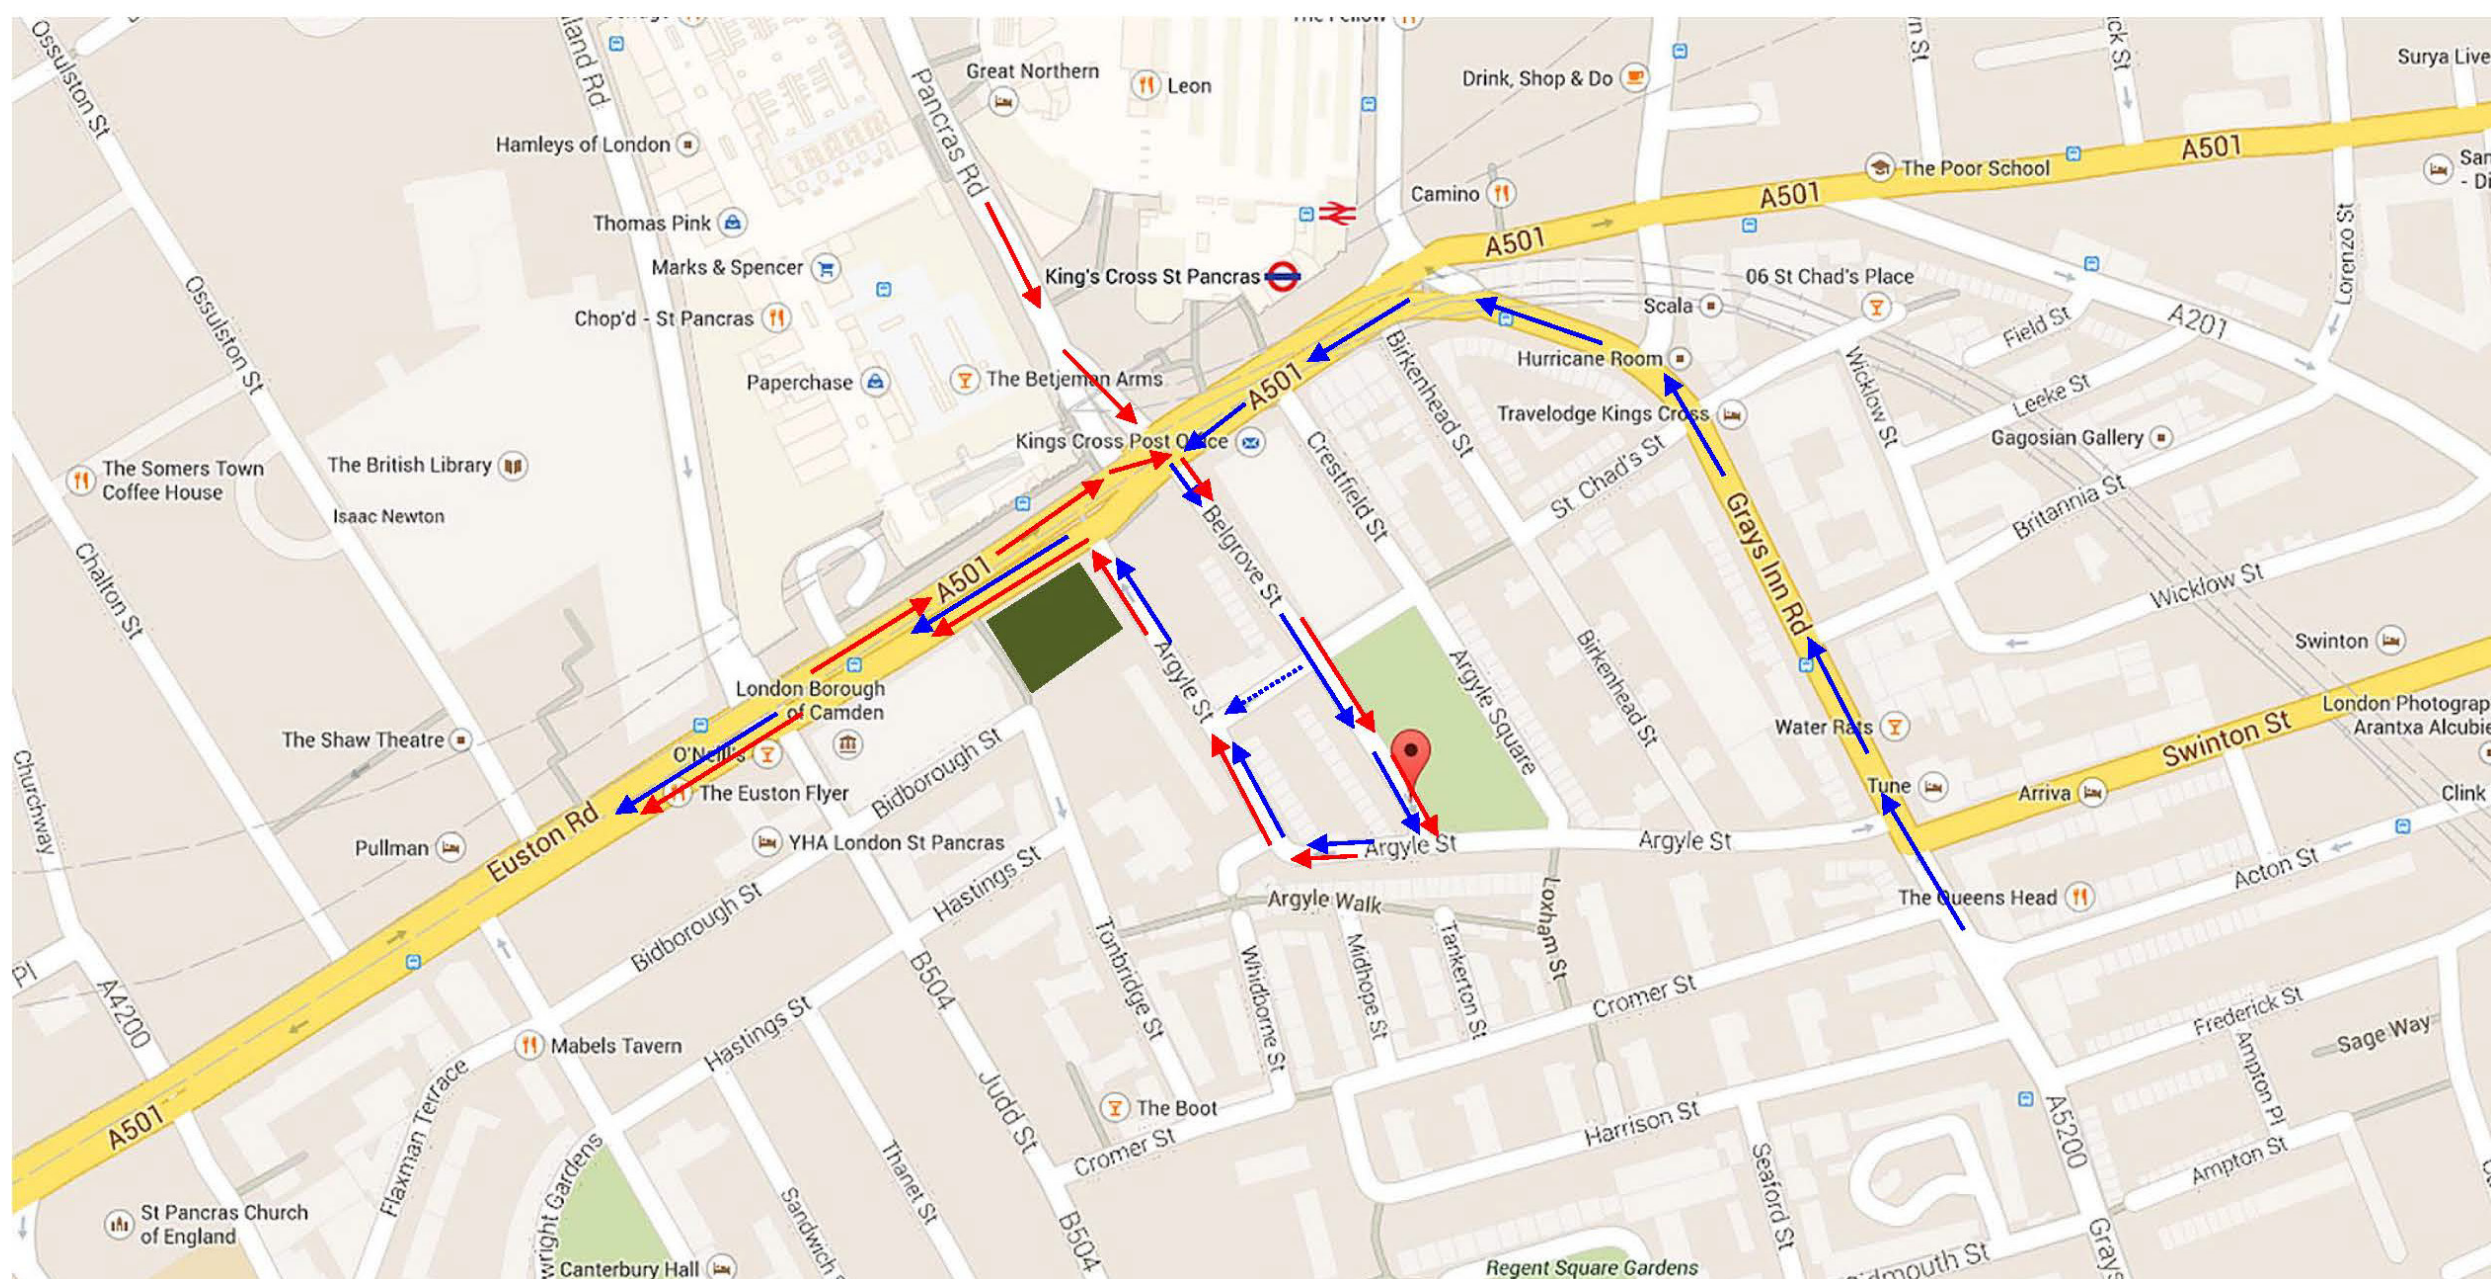 Ossulston St
land Rd
Pancras Rd
Great Northern
Leon
Drink, Shop & Do
Surya Live
Hamleys of London
A501
The Poor School
A501
Camino
Thomas Pink
A501
Lorenzo St
Marks & Spencer
King's Cross St Pancras
06 St Chad's Place
Ossulston St
Chop'd - St Pancras
Scala
Field St
A201
Paperchase
The Betjeman Arms
A501
Birkenhead St
Hurricane Room
Wicklow St
Leeke St
Travelodge Kings Cross
Kings Cross Post Office
Crestfield St
St. Chad's St
Gagosian Gallery
The Somers Town
Coffee House
The British Library
Isaac Newton
Belgrove St
Grays Inn Rd
Britannia St
Chalton St
A501
Wicklow St
Argyle St
Argyle Square
Birkenhead St
Swinton
London Borough
of Camden
The Shaw Theatre
O'Neill's
Bidborough St
Water Rats
Swinton St
London Photograp
Arantxa Alcubie
Churchway
The Euston Flyer
Tune
Arriva
Clink
Pullman
Euston Rd
YHA London St Pancras
Argyle St
Argyle St
Hastings St
Argyle Walk
Loxham St
The Queens Head
Acton St
Bidborough St
Pl
A4200
B504
Tonbridge St
Whidborne St
Midhope St
Tankerton St
Cromer St
Frederick St
Sage Way
Mabels Tavern
Hastings St
Judd St
The Boot
Ampton Pl
A501
Flaxman Terrace
Cromer St
Harrison St
A5200
Ampton St
Thanet St
Seaford St
St Pancras Church
of England
wright Gardens
Sandwich
B504
Grays
Canterbury Hall
Regent Square Gardens